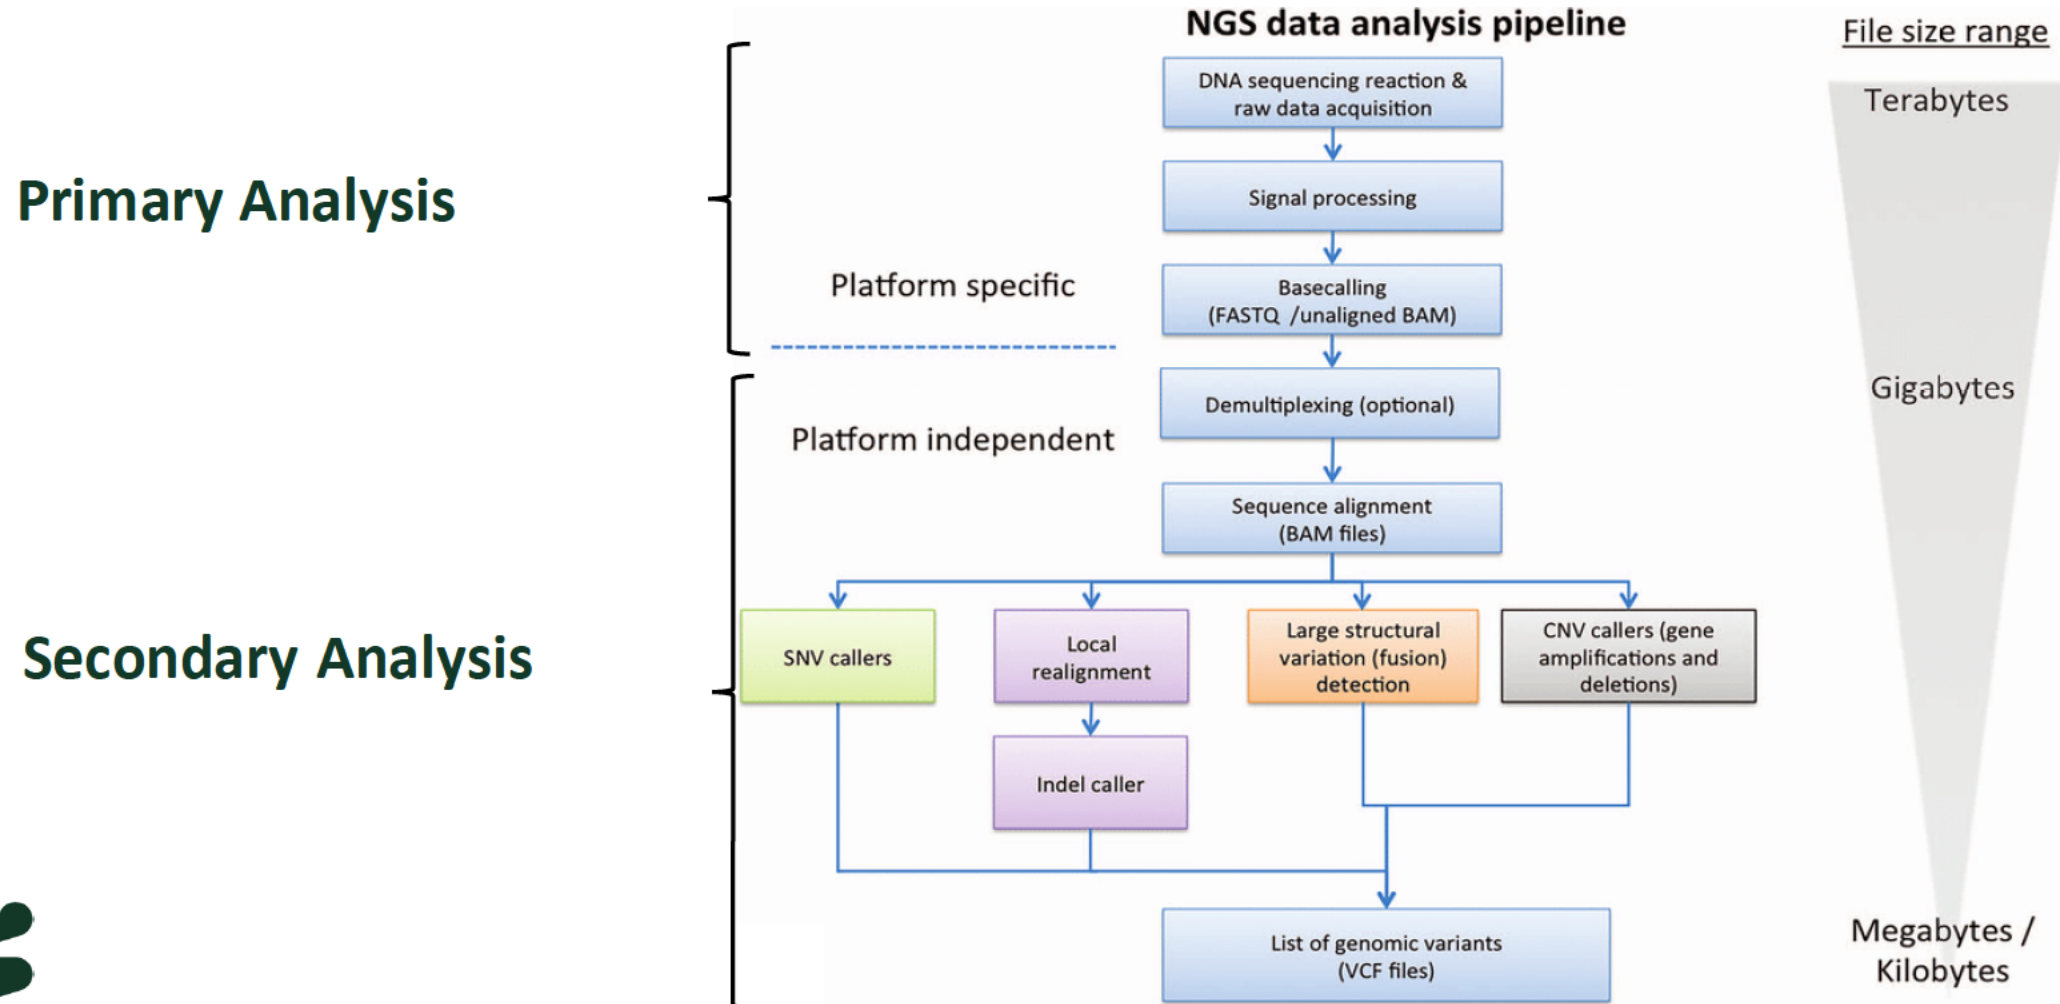 NGS data analysis pipeline
File size range
DNA sequencing reaction &
raw data acquisition
Terabytes
Primary Analysis
Signal processing
Platform specific
Basecalling
(FASTQ /unaligned BAM)
Gigabytes
Demultiplexing (optional)
Platform independent
Sequence alignment
(BAM files)
Secondary Analysis
SNV callers
Local
realignment
Large structural
variation (fusion)
detection
CNV callers (gene
amplifications and
deletions)
Indel caller
List of genomic variants
(VCF files)
Megabytes /
Kilobytes